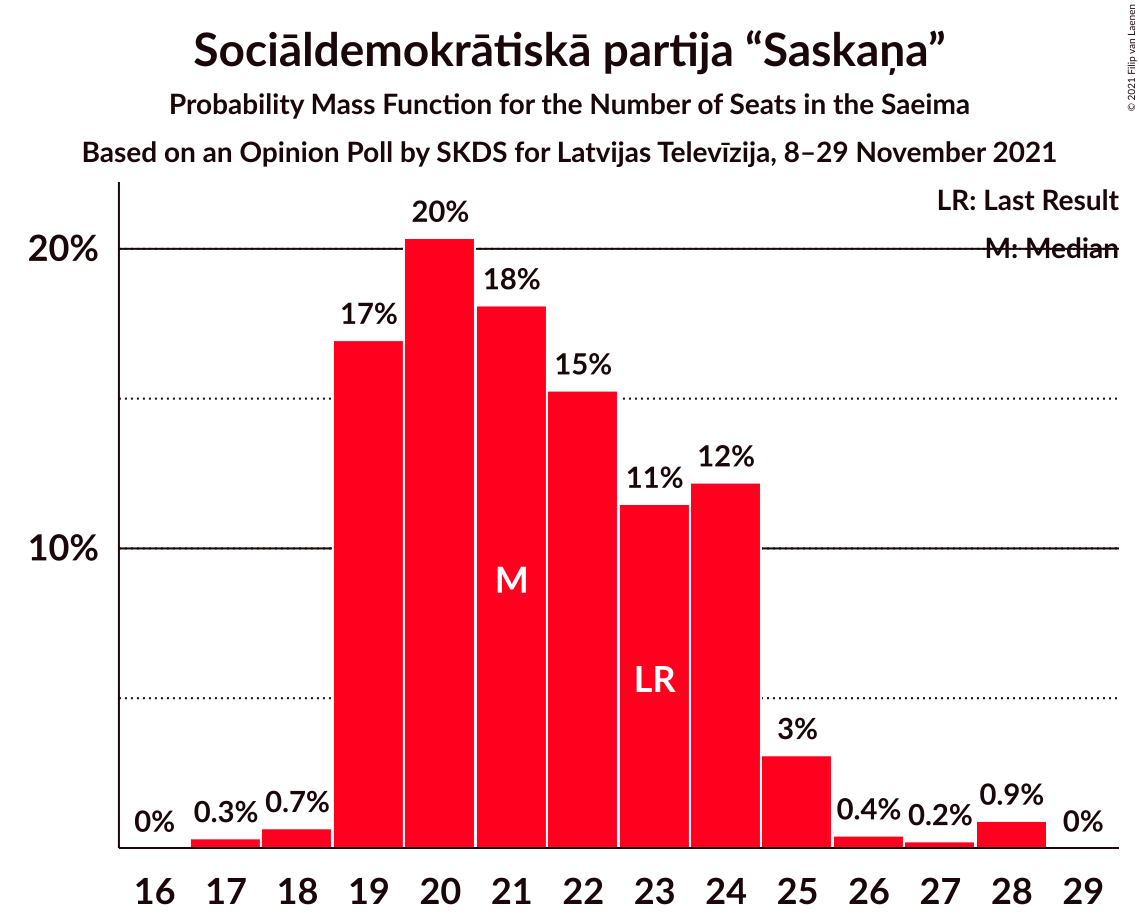 Sociāldemokrātiskā partija “Saskaņa”
Probability Mass Function for the Number of Seats in the Saeima
Based on an Opinion Poll by SKDS for Latvijas Televīzija, 8–29 November 2021
© 2021 Filip van Laenen
LR: Last Result
M: Median
20%
10%
0%
0.3%
0.7%
17%
20%
18%
15%
11%
12%
3%
0.4%
0.2%
0.9%
0%
M
LR
16 17 18 19 20 21 22 23 24 25 26 27 28 29